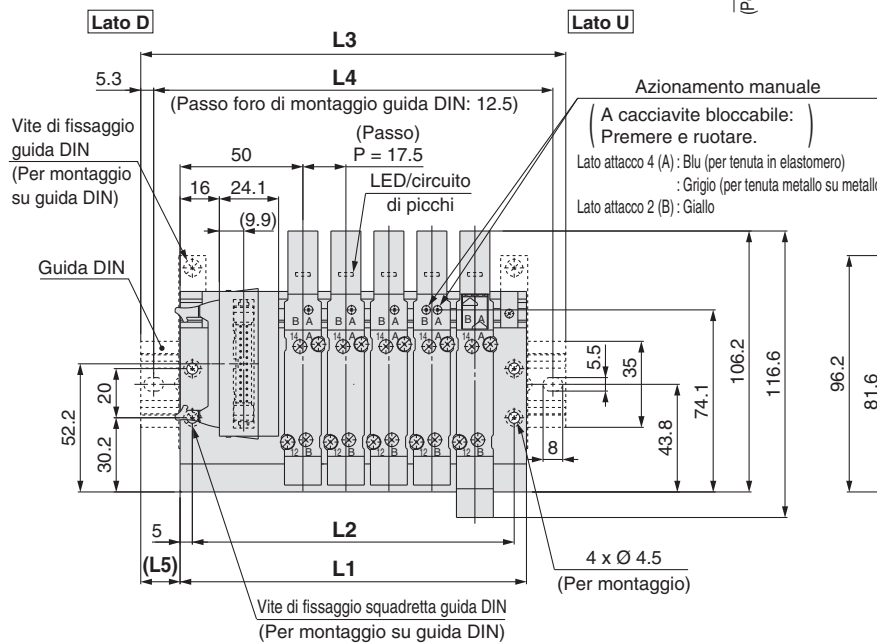 (P
Lato D
Lato U
L3
5.3
L4
(Passo foro di montaggio guida DIN: 12.5)
Azionamento manuale
A cacciavite bloccabile:
Premere e ruotare.
Lato attacco 4 (A) : Blu (per tenuta in elastomero)
: Grigio (per tenuta metallo su metallo
Lato attacco 2 (B) : Giallo
Vite di fissaggio
guida DIN
(Per montaggio
su guida DIN)
(Passo)
P = 17.5
50
LED/circuito
di picchi
16
24.1
(9.9)
Guida DIN
B A
B A
B A
B A
B A
14 A
14 A
14 A
14 A
12 B
12 B
12 B
12 B
12 B
52.2
20
30.2
5.5
35
8
43.8
74.1
106.2
116.6
96.2
81.6
5
L2
(L5)
L1
4 x Ø 4.5
(Per montaggio)
Vite di fissaggio squadretta guida DIN
(Per montaggio su guida DIN)